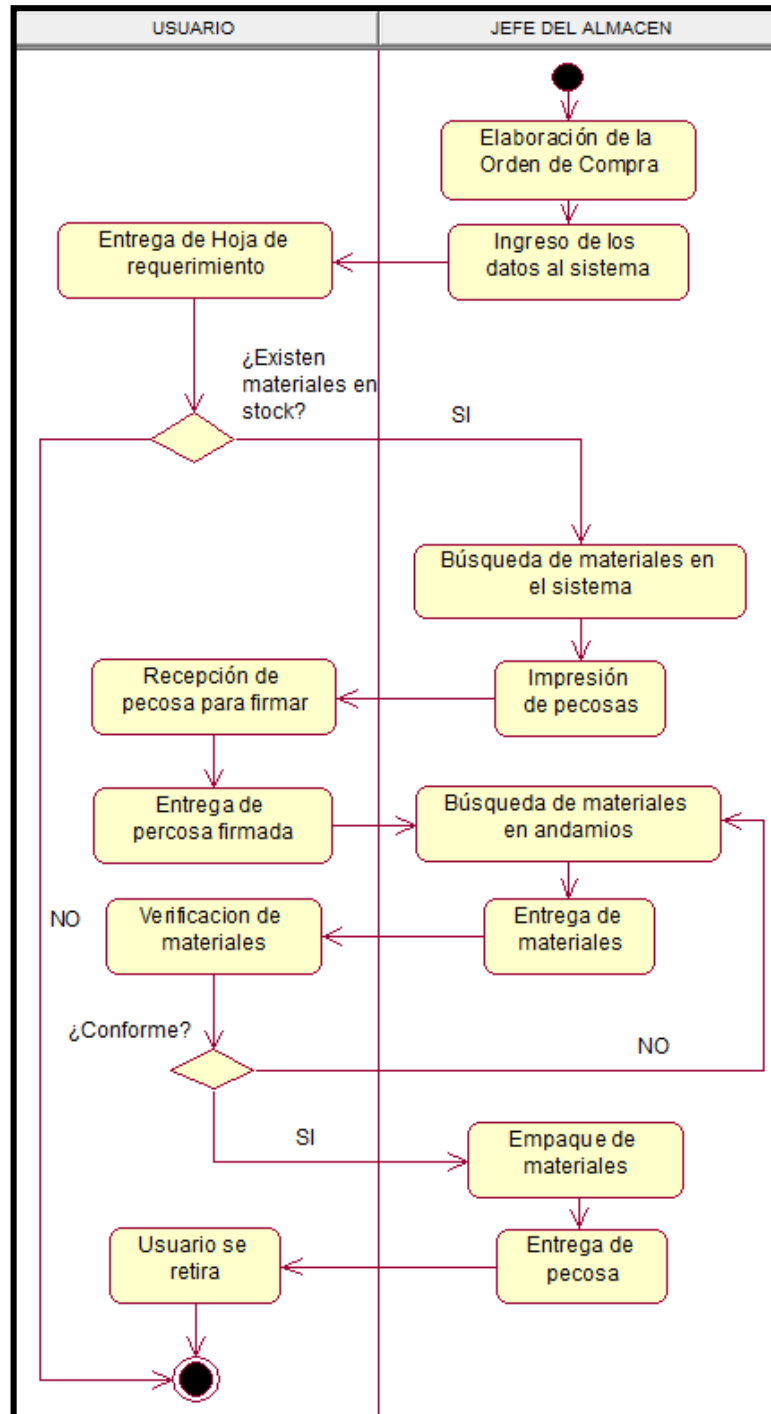 USUARIO
JEFE DEL ALMACEN
Elaboración de la
Orden de Compra
Entrega de Hoja de
requerimiento
Ingreso de los
datos al sistema
¿Existen
materiales en
stock?
SI
Búsqueda de materiales en
el sistema
Recepción de
pecosa para firmar
Impresión
de pecosas
Entrega de
percosa firmada
Búsqueda de materiales
en andamios
NO
Verificacion de
materiales
Entrega de
materiales
¿Conforme?
NO
SI
Empaque de
materiales
Usuario se
retira
Entrega de
pecosa